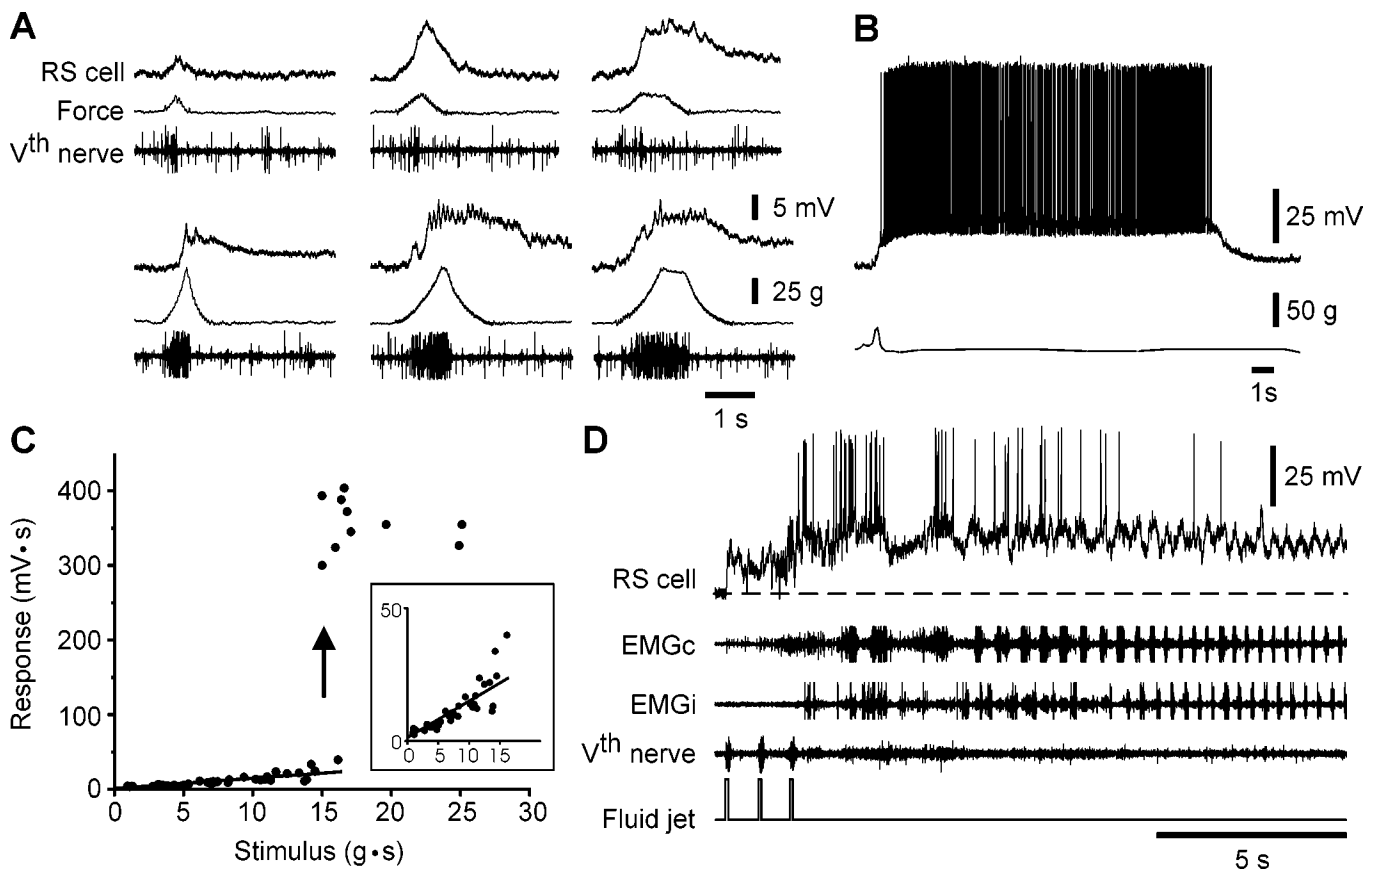 A
RS cell
Force
Vth nerve
5 mV
25 g
1 s
B
25 mV
50 g
1s
C
Response (mV•s)
400
300
200
100
0
0 5 10 15 20 25 30
Stimulus (g•s)
50
0
0 5 10 15
D
25 mV
RS cell
EMGc
EMGi
Vth nerve
Fluid jet
5 s